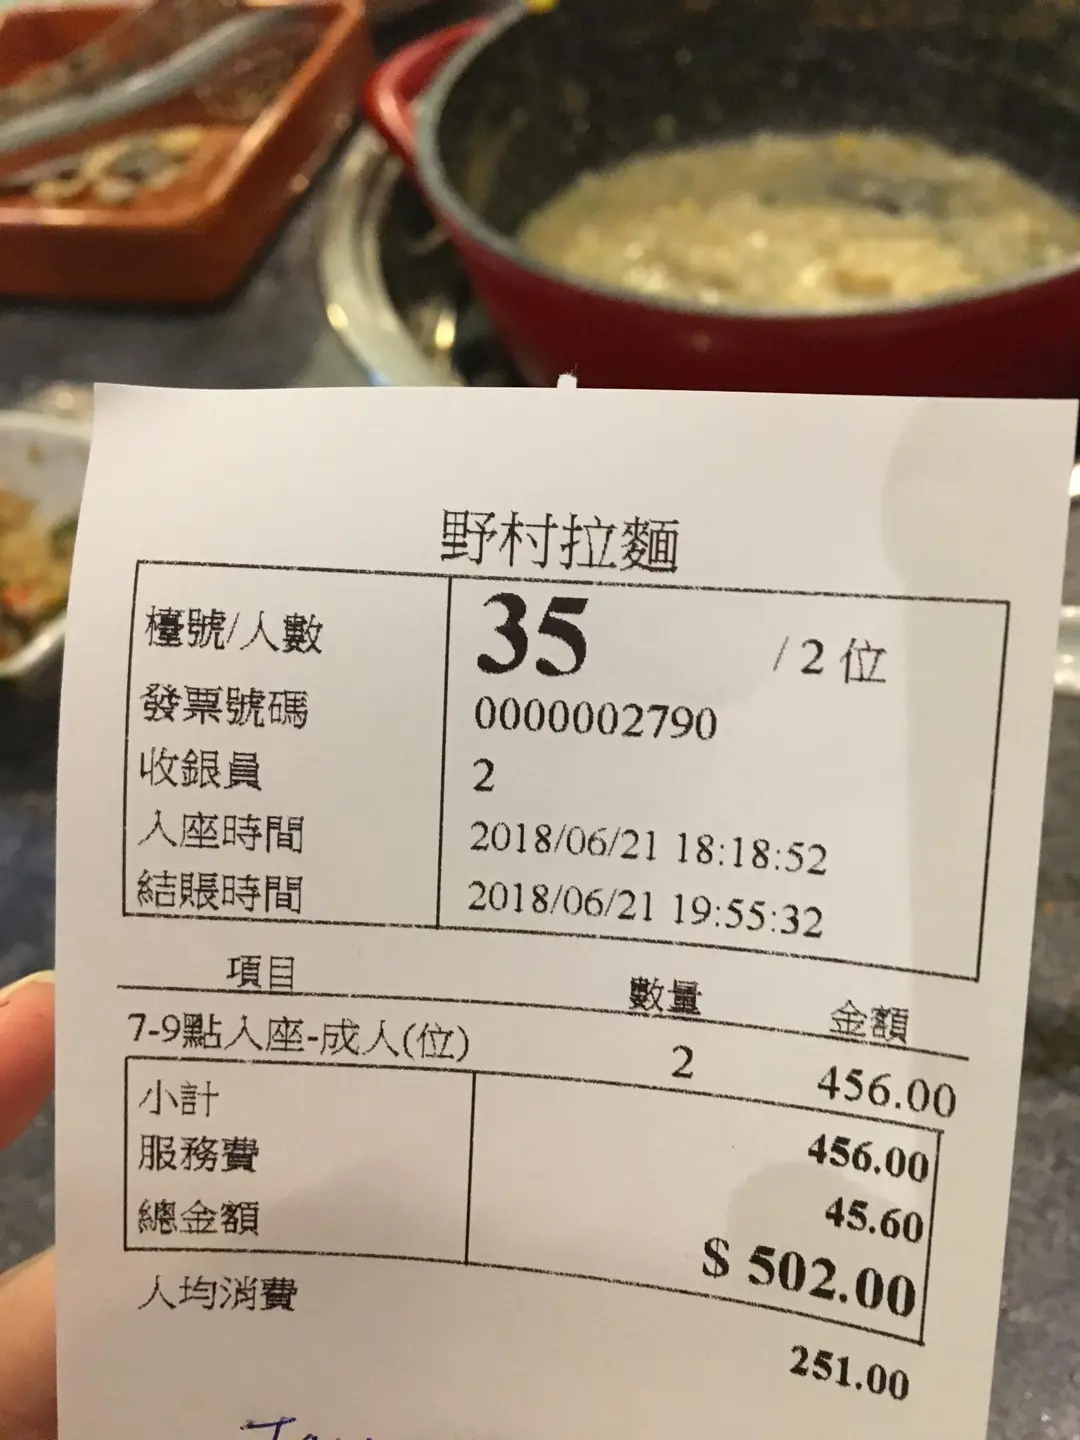 野村拉麵
檯號/人數 35 / 2 位
發票號碼 0000002790
收銀員 2
入座時間 2018/06/21 18:18:52
結賬時間 2018/06/21 19:55:32
項目 數量 金額
7-9點入座-成人(位) 2 456.00
小計 456.00
服務費 45.60
總金額 $ 502.00
人均消費 251.00